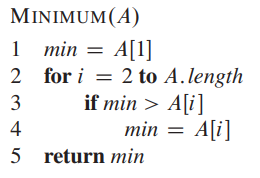 MINIMUM(A)
1 min = A[1]
2 for i = 2 to A.length
3 if min > A[i]
4 min = A[i]
5 return min